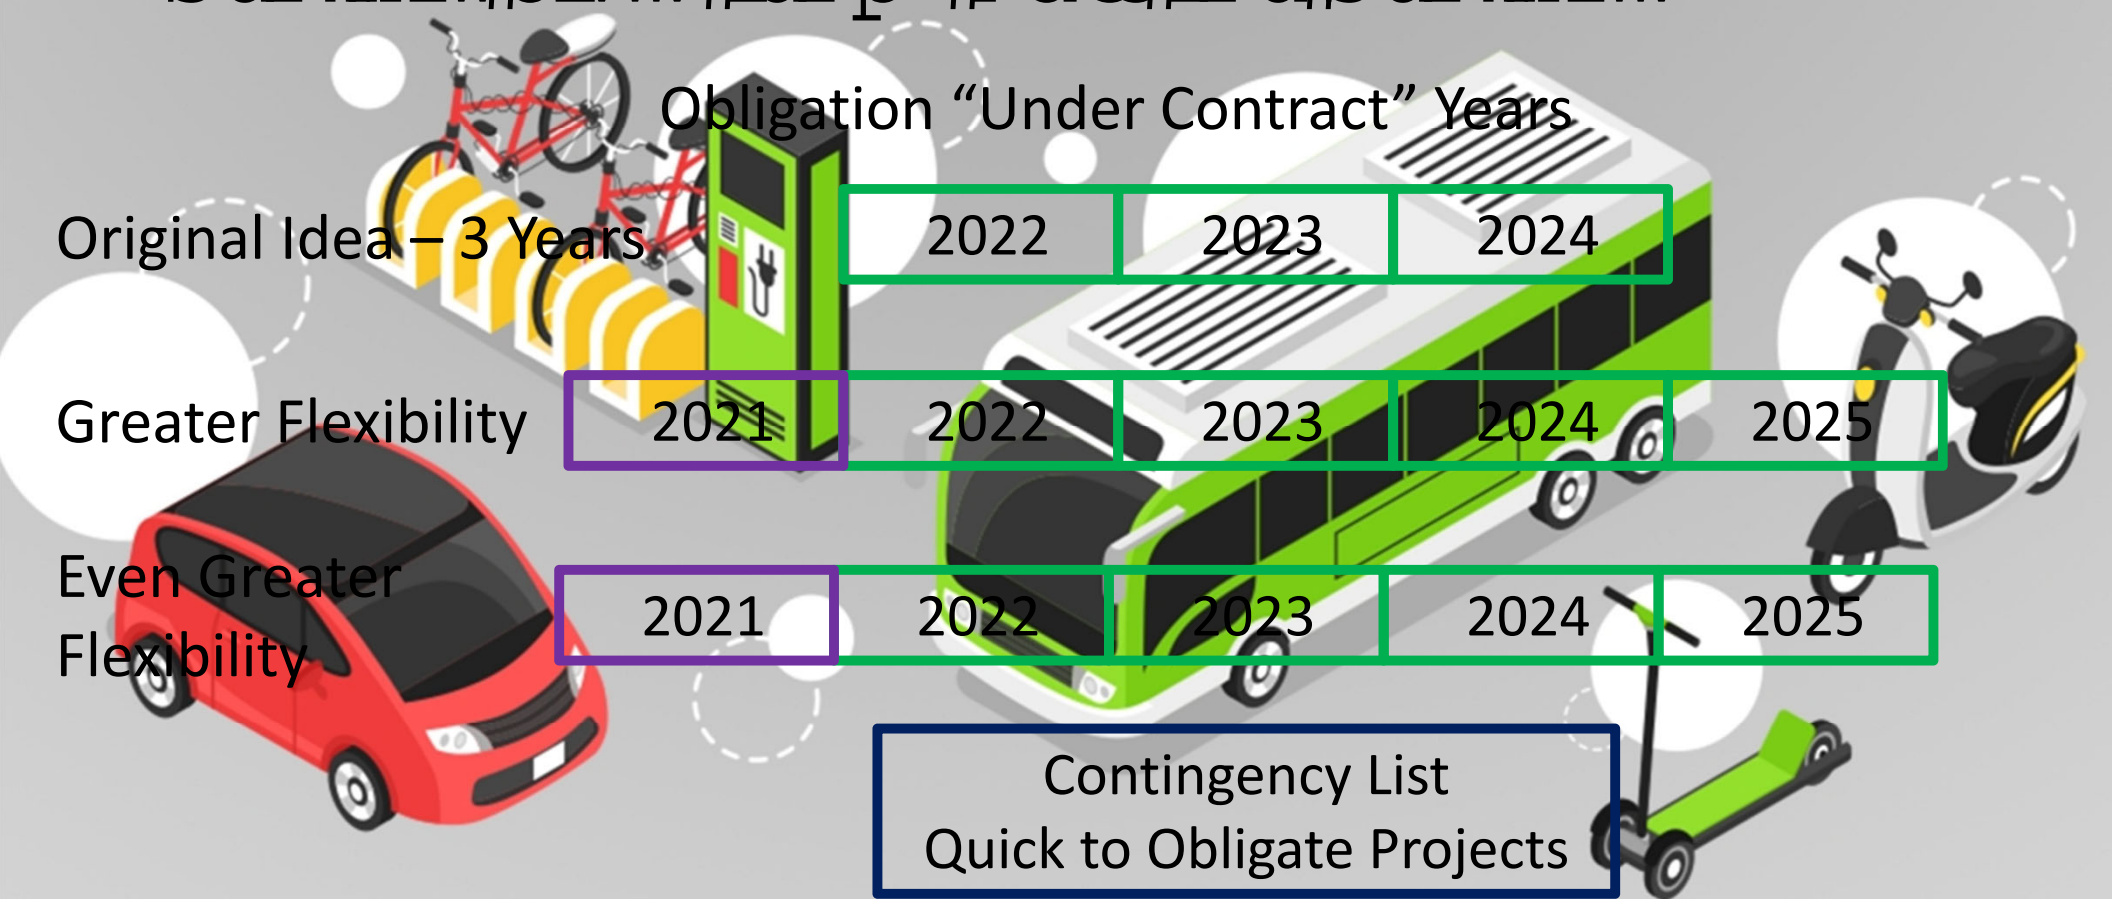 Obligation “Under Contract” Years
Original Idea – 3 Years 2022 2023 2024
Greater Flexibility 2021 2022 2023 2024 2025
Even Greater
Flexibility 2021 2022 2023 2024 2025
Contingency List
Quick to Obligate Projects